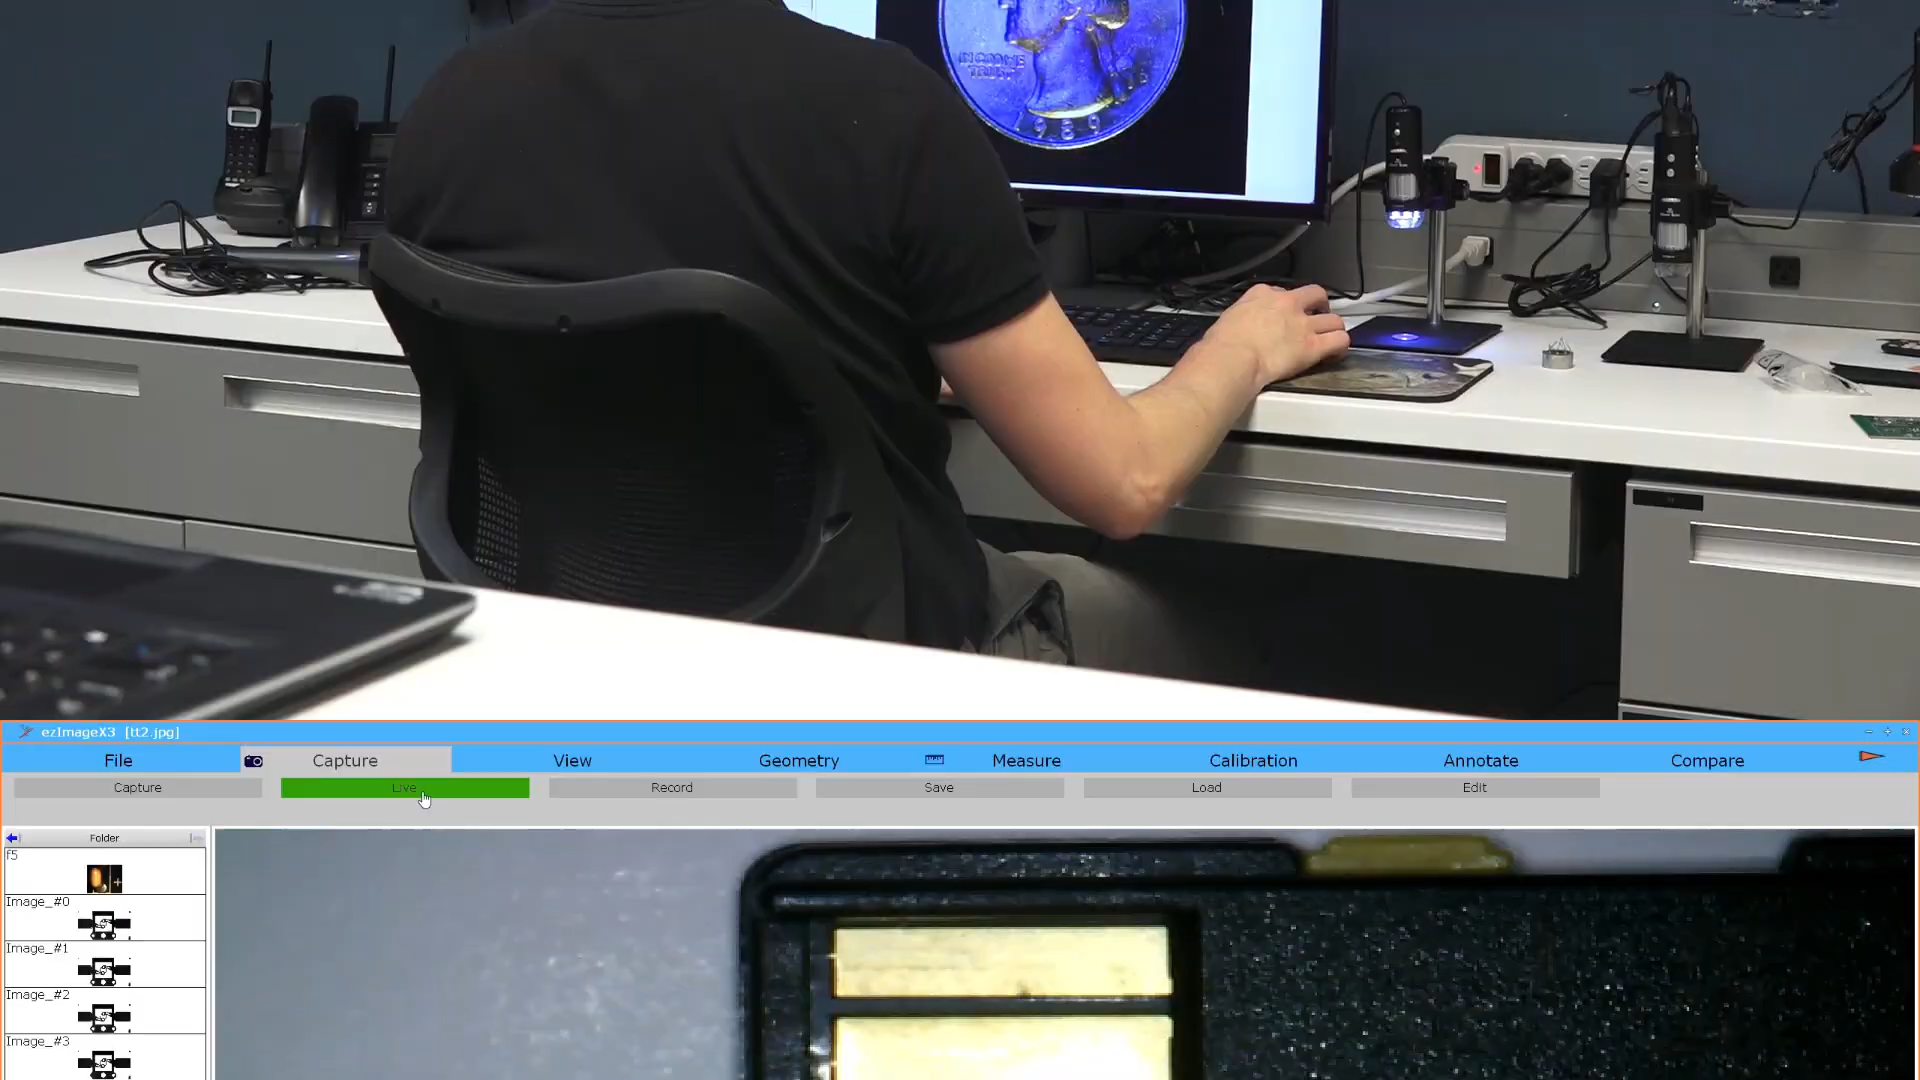 IN GOD WE
TRUST
1989
ezImageX3 [tt2.jpg]
File
Capture
View
Geometry
Measure
Calibration
Annotate
Compare
Capture
Live
Record
Save
Load
Edit
Folder
f5
Image_#0
Image_#1
Image_#2
Image_#3